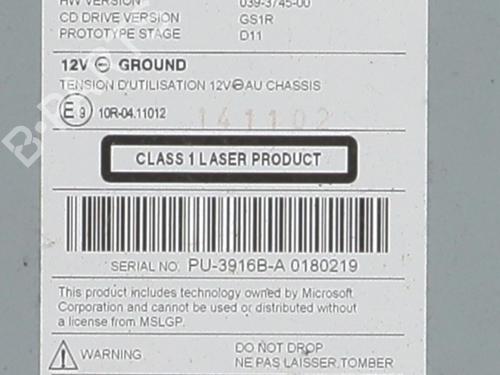 HW VERSION 039-3745-00
CD DRIVE VERSION GS1R
PROTOTYPE STAGE D11
12V ⊖ GROUND
TENSION D'UTILISATION 12V⊖AU CHASSIS
E9 10R-04.11012
141102
CLASS 1 LASER PRODUCT
SERIAL NO. PU-3916B-A 0180219
This product includes technology owned by Microsoft
Corporation and cannot be used or distributed without
a license from MSLGP.
WARNING DO NOT DROP
NE PAS LAISSER TOMBER